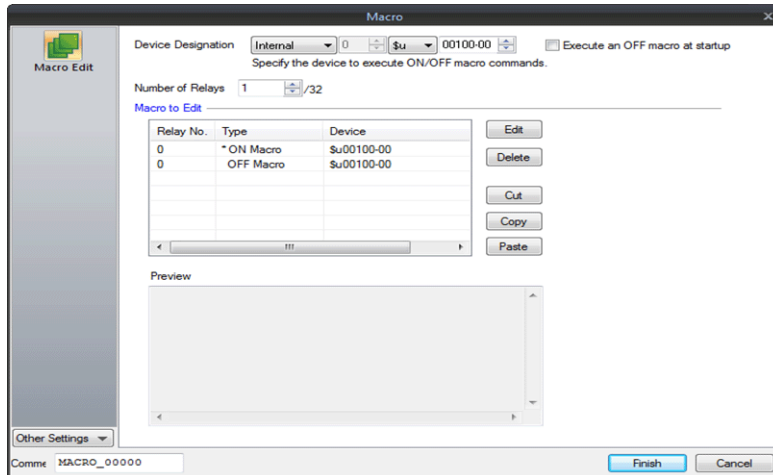 Macro
Macro Edit
Device Designation Internal 0 $u 00100-00 Execute an OFF macro at startup
Specify the device to execute ON/OFF macro commands.
Number of Relays 1 /32
Macro to Edit
Relay No. Type Device
0 * ON Macro $u00100-00
0 OFF Macro $u00100-00
Edit
Delete
Cut
Copy
Paste
Preview
Other Settings
Comme MACRO_00000
Finish Cancel